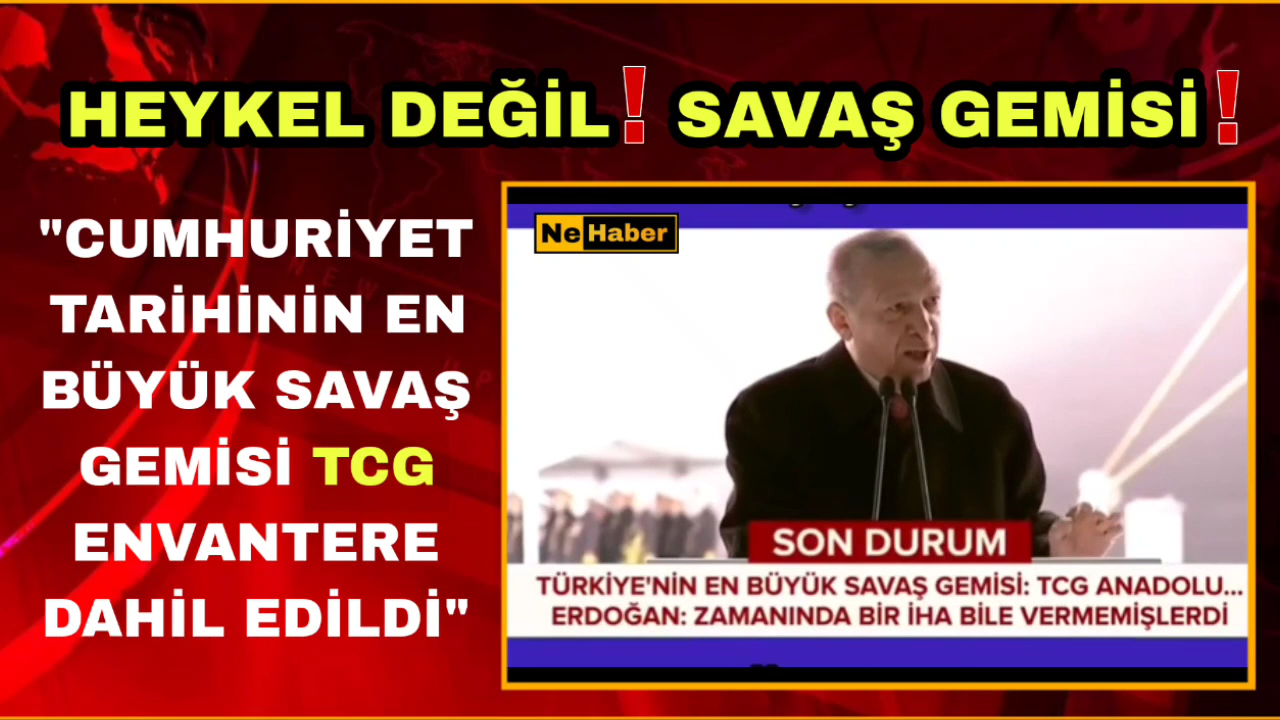 HEYKEL DEĞİL❗ SAVAŞ GEMİSİ❗
"CUMHURİYET
TARİHİNİN EN
BÜYÜK SAVAŞ
GEMİSİ TCG
ENVANTERE
DAHİL EDİLDİ"
Ne Haber
SON DURUM
TÜRKİYE'NİN EN BÜYÜK SAVAŞ GEMİSİ: TCG ANADOLU...
ERDOĞAN: ZAMANINDA BİR İHA BİLE VERMEMİŞLERDİ